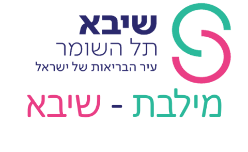 שיבא
תל השומר
עיר הבריאות של ישראל
מילבת - שיבא